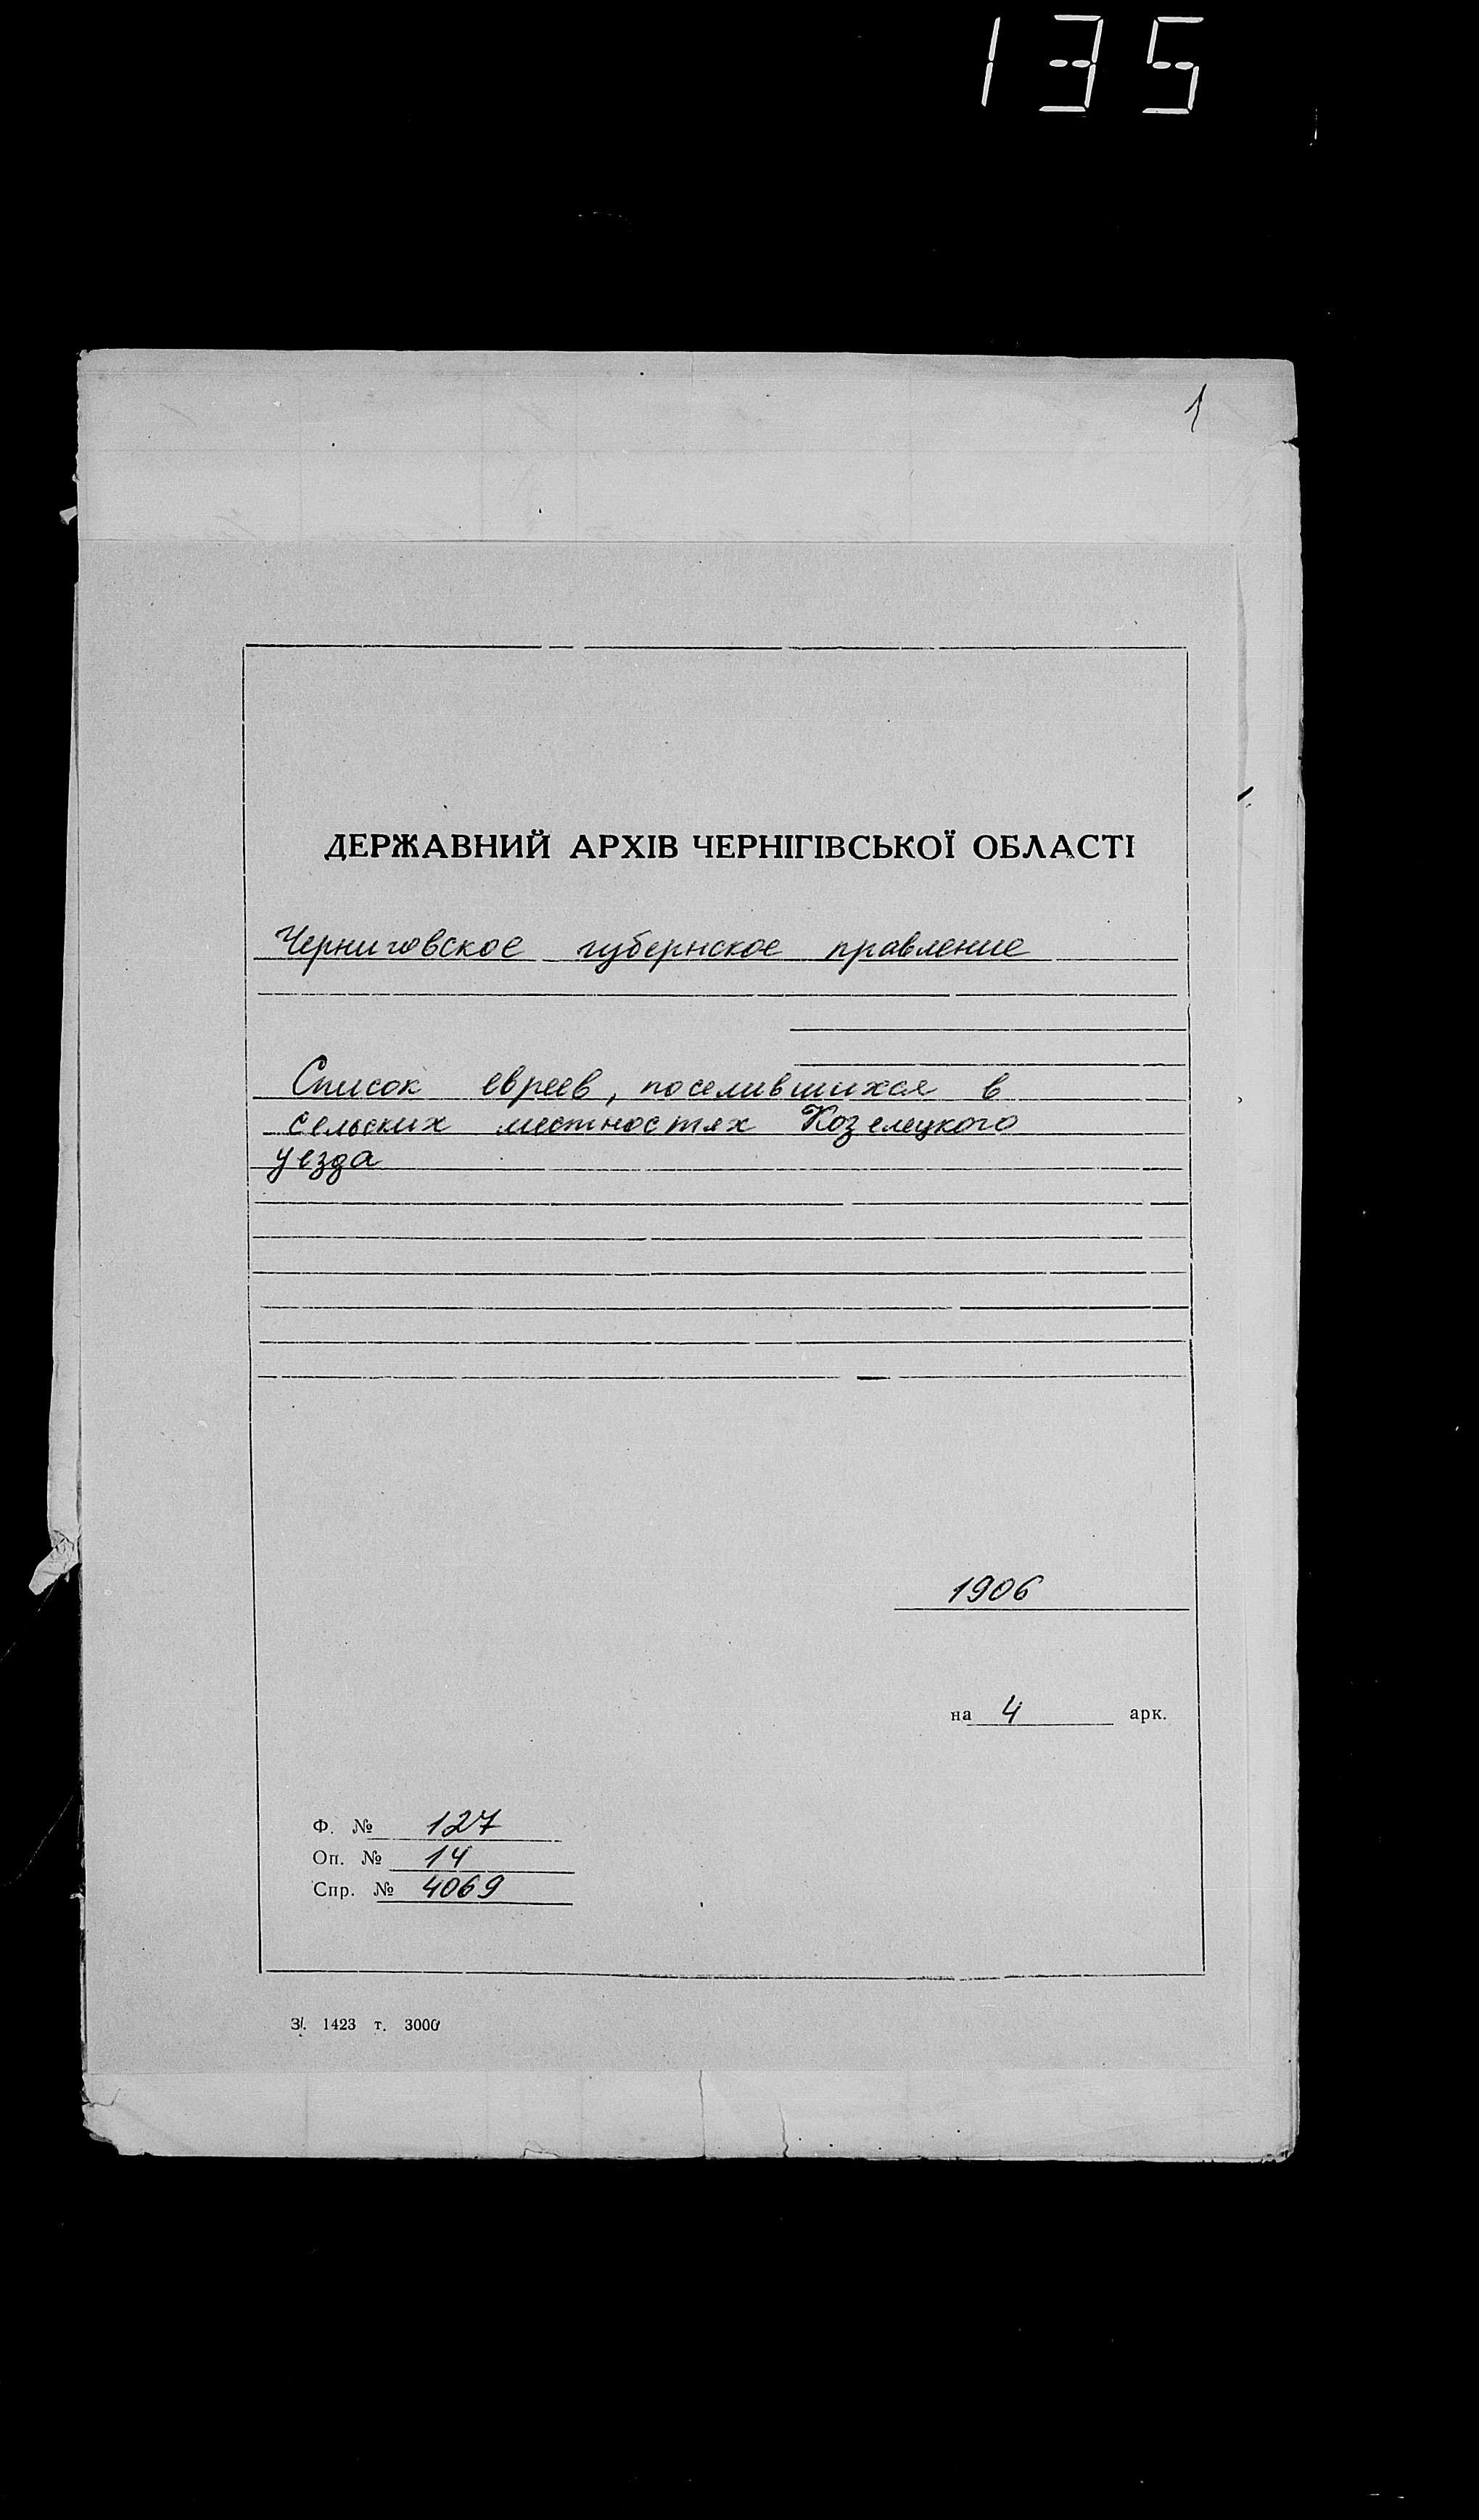 135
1
ДЕРЖАВНИЙ АРХІВ ЧЕРНІГІВСЬКОЇ ОБЛАСТІ
Черниговское губернское правление
Список евреев, поселившихся в
сельских местностях Козелецкого
уезда
1906
на 4 арк.
Ф. № 127
Оп. № 14
Спр. № 4069
З. 1423 т. 3000